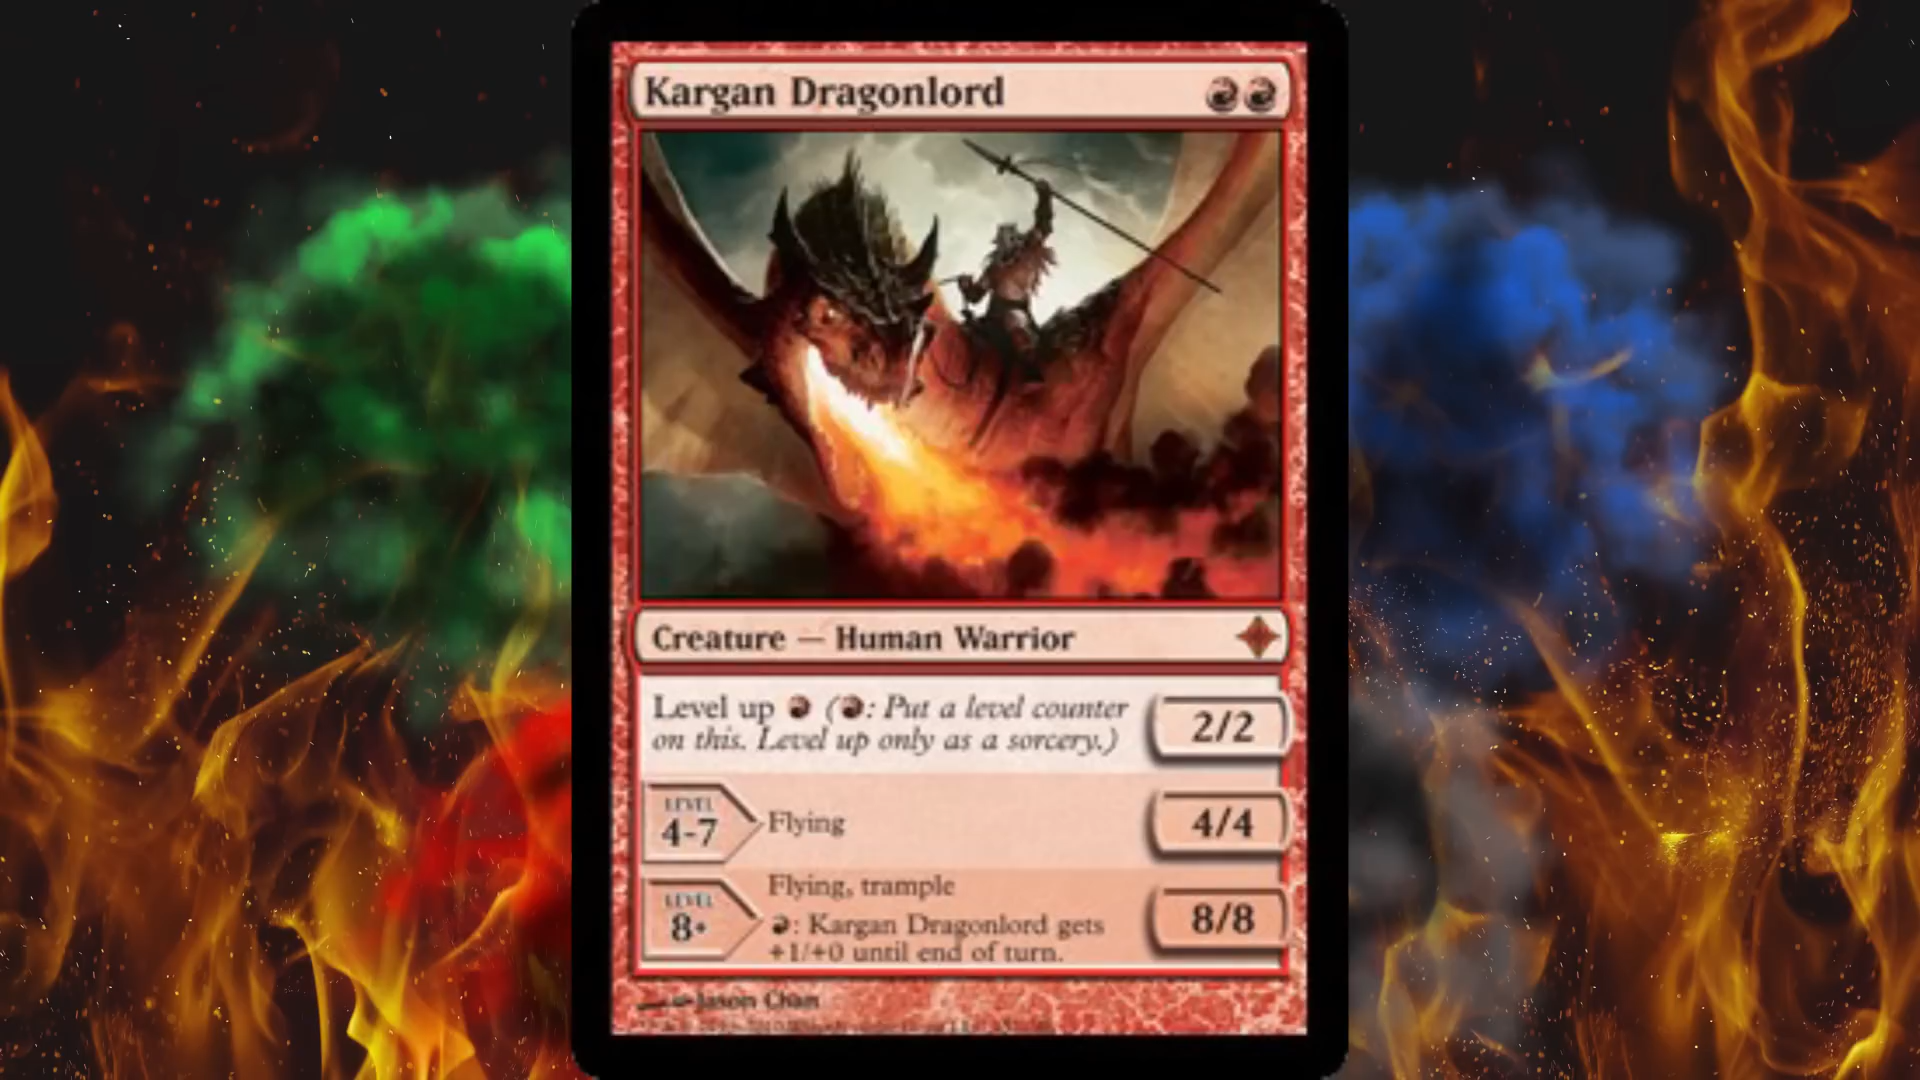 Kargan Dragonlord
Creature — Human Warrior
Level up (: Put a level counter
on this. Level up only as a sorcery.)
2/2
LEVEL
4-7
Flying
4/4
LEVEL
8+
Flying, trample
: Kargan Dragonlord gets
+1/+0 until end of turn.
8/8
Jason Chan